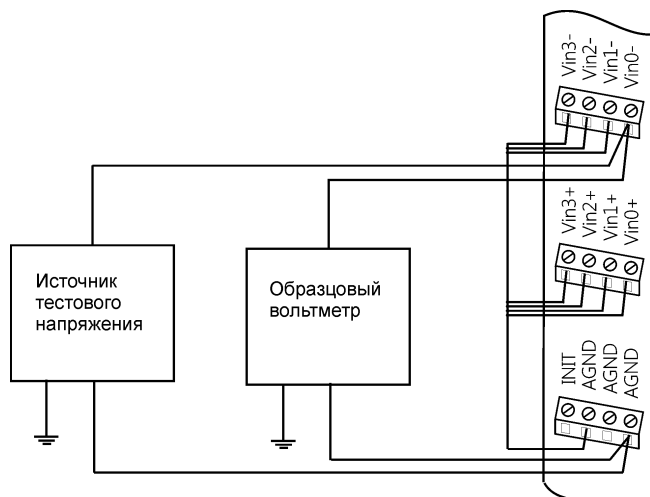 Vin3-
Vin2-
Vin1-
Vin0-
Vin3+
Vin2+
Vin1+
Vin0+
Источник
тестового
напряжения
Образцовый
вольтметр
INIT
AGND
AGND
AGND